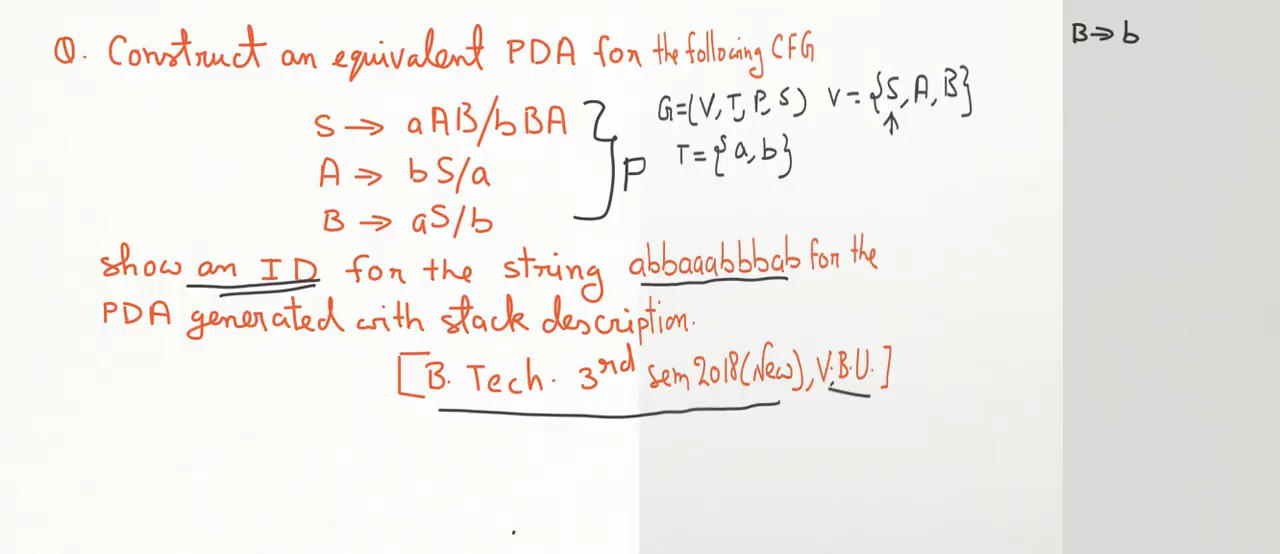 Q. Construct an equivalent PDA for the following CFG
S → aAB/bBA
A → bS/a
B → aS/b
} P
G=(V, T, P, S) V = {S, A, B}
↑
T = {a, b}
B → b
show an ID for the string abbaaabbbab for the
PDA generated with stack description.
[B. Tech. 3rd sem 2018(New), V.B.U.]